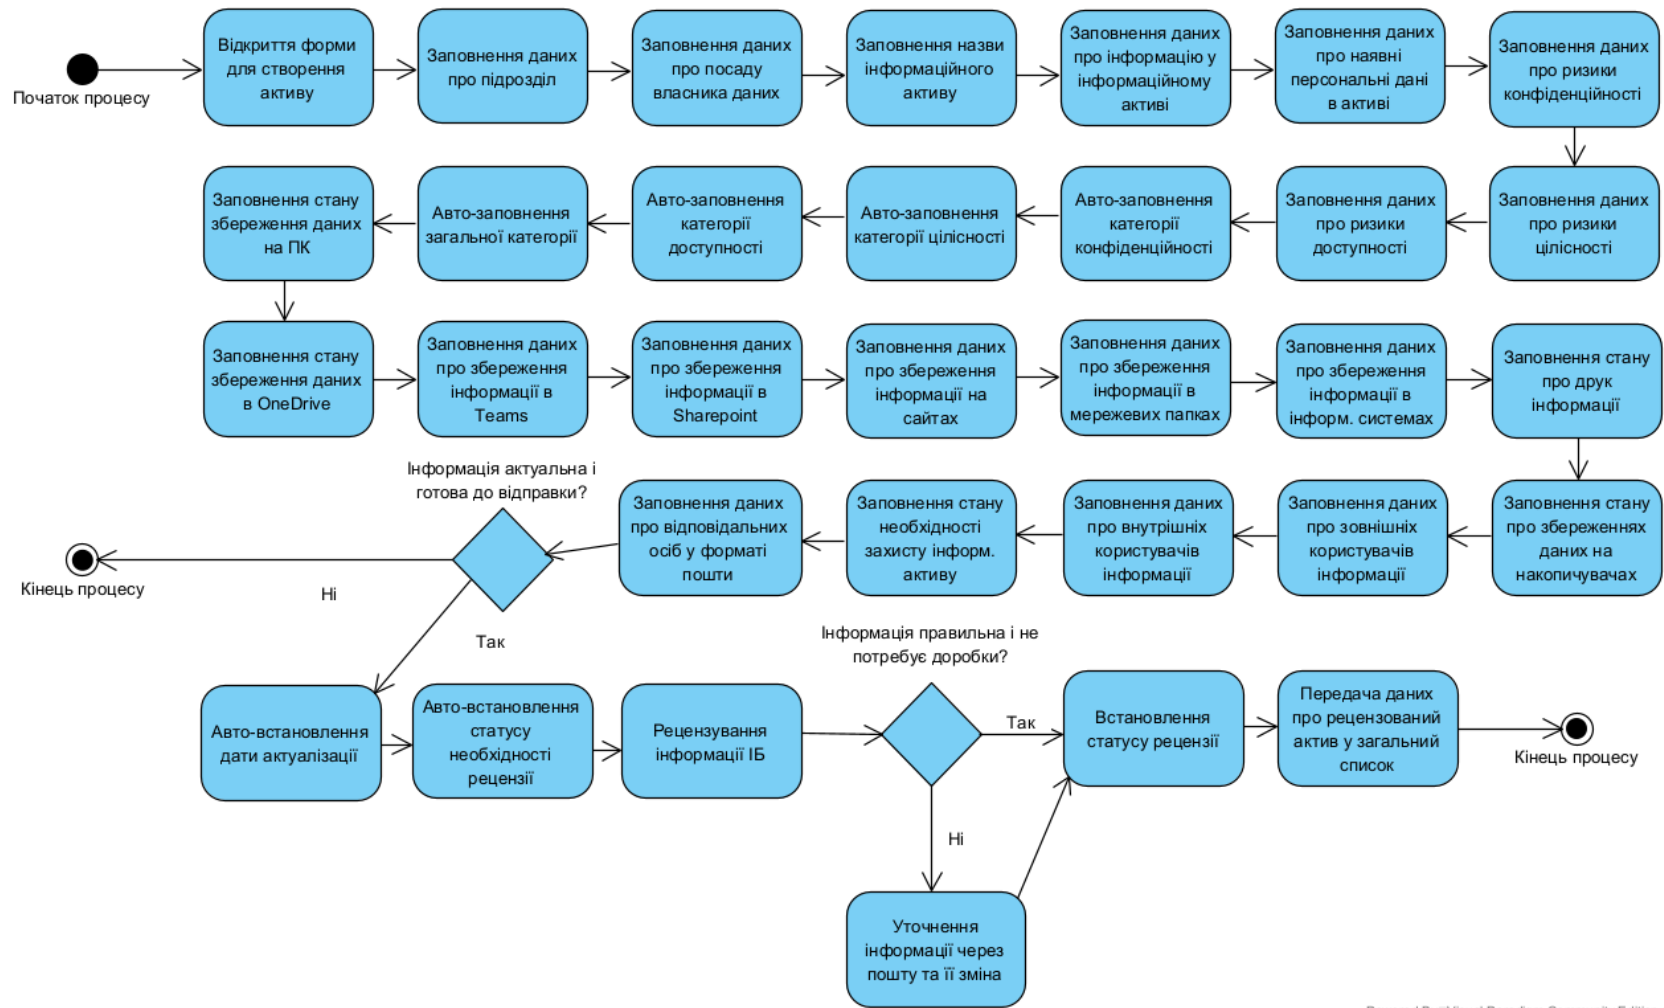 Початок процесу
Відкриття форми
для створення
активу
Заповнення даних
про підрозділ
Заповнення даних
про посаду
власника даних
Заповнення назви
інформаційного
активу
Заповнення даних
про інформацію у
інформаційному
активі
Заповнення даних
про наявні
персональні дані
в активі
Заповнення даних
про ризики
конфіденційності
Заповнення даних
про ризики
цілісності
Заповнення даних
про ризики
доступності
Авто-заповнення
категорії
конфіденційності
Авто-заповнення
категорії цілісності
Авто-заповнення
категорії
доступності
Авто-заповнення
загальної категорії
Заповнення стану
збереження даних
на ПК
Заповнення стану
збереження даних
в OneDrive
Заповнення даних
про збереження
інформації в
Teams
Заповнення даних
про збереження
інформації в
Sharepoint
Заповнення даних
про збереження
інформації на
сайтах
Заповнення даних
про збереження
інформації в
мережевих папках
Заповнення даних
про збереження
інформації в
інформ. системах
Заповнення стану
про друк
інформації
Заповнення стану
про збереженнях
даних на
накопичувачах
Заповнення даних
про зовнішніх
користувачів
інформації
Заповнення даних
про внутрішніх
користувачів
інформації
Заповнення стану
необхідності
захисту інформ.
активу
Заповнення даних
про відповідальних
осіб у форматі
пошти
Інформація актуальна і
готова до відправки?
Ні
Кінець процесу
Так
Авто-встановлення
дати актуалізації
Авто-встановлення
статусу
необхідності
рецензії
Рецензування
інформації ІБ
Інформація правильна і не
потребує доробки?
Так
Ні
Уточнення
інформації через
пошту та її зміна
Встановлення
статусу рецензії
Передача даних
про рецензований
актив у загальний
список
Кінець процесу